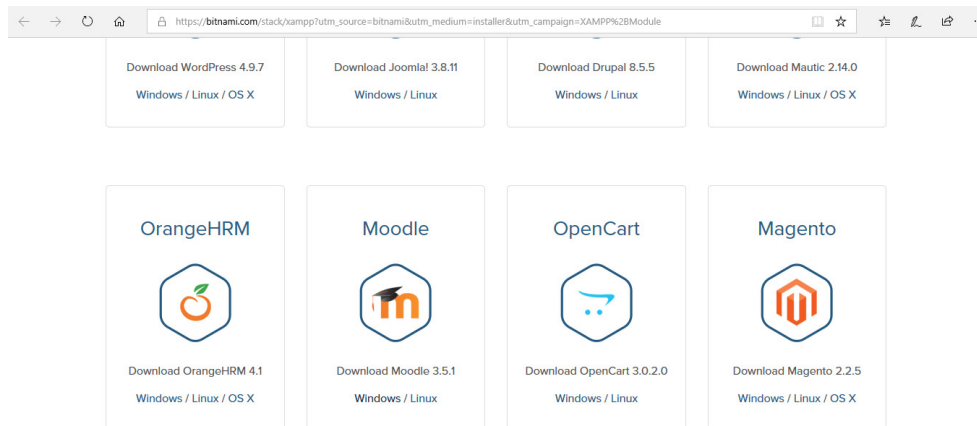 https://bitnami.com/stack/xampp?utm_source=bitnami&utm_medium=installer&utm_campaign=XAMPP%2BModule
Download WordPress 4.9.7
Windows / Linux / OS X
Download Joomla! 3.8.11
Windows / Linux
Download Drupal 8.5.5
Windows / Linux
Download Mautic 2.14.0
Windows / Linux / OS X
OrangeHRM
Download OrangeHRM 4.1
Windows / Linux / OS X
Moodle
Download Moodle 3.5.1
Windows / Linux
OpenCart
Download OpenCart 3.0.2.0
Windows / Linux
Magento
Download Magento 2.2.5
Windows / Linux / OS X